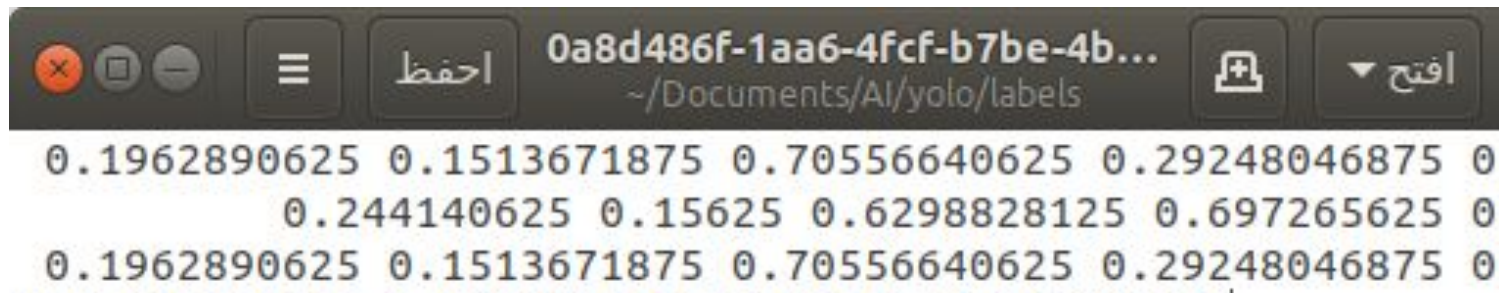 افتح
0a8d486f-1aa6-4fcf-b7be-4b...
~/Documents/AI/yolo/labels
احفظ
0.1962890625 0.1513671875 0.70556640625 0.29248046875 0
0.244140625 0.15625 0.6298828125 0.697265625 0
0.1962890625 0.1513671875 0.70556640625 0.29248046875 0